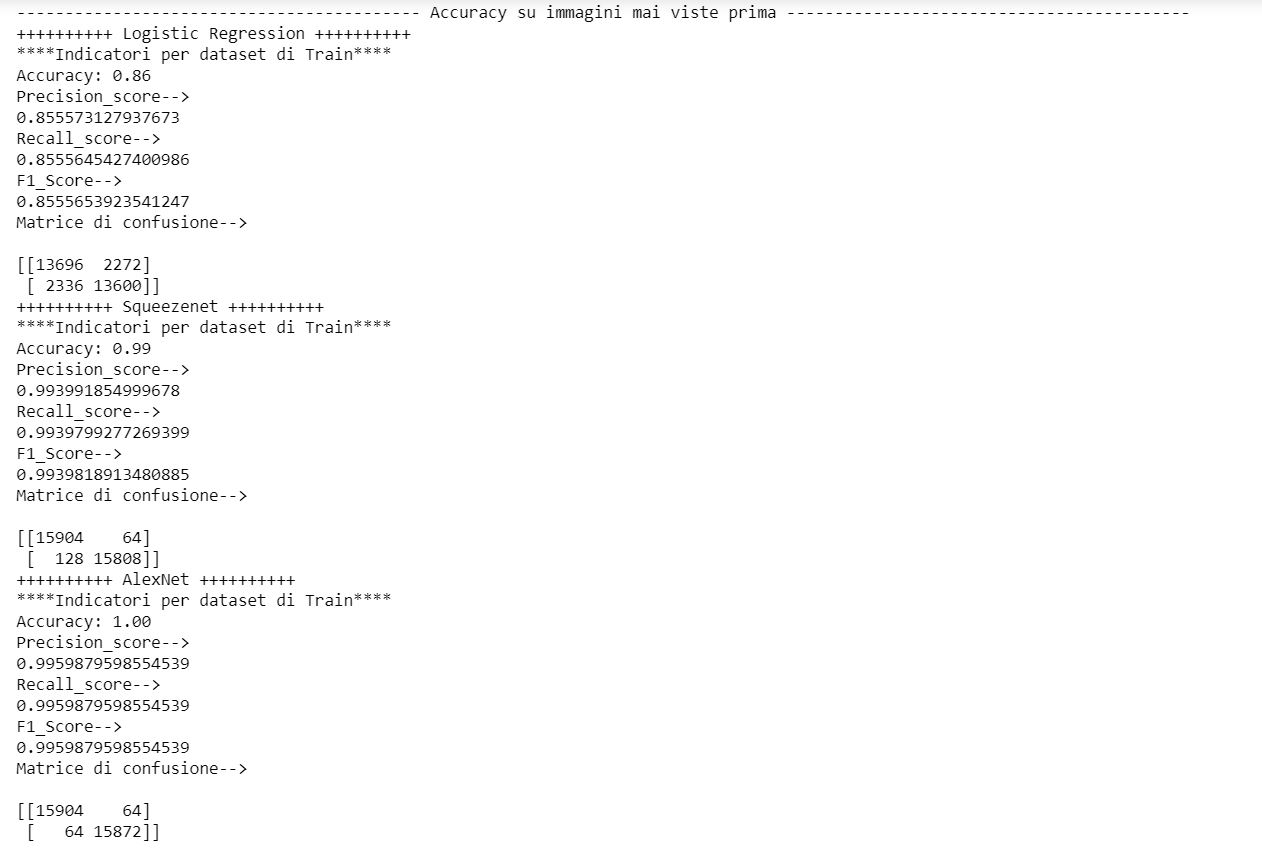 ------------------------------------------ Accuracy su immagini mai viste prima ------------------------------------------
++++++++++ Logistic Regression ++++++++++
****Indicatori per dataset di Train****
Accuracy: 0.86
Precision_score-->
0.855573127937673
Recall_score-->
0.8555645427400986
F1_Score-->
0.8555653923541247
Matrice di confusione-->
[[13696  2272]
 [ 2336 13600]]
++++++++++ Squeezenet ++++++++++
****Indicatori per dataset di Train****
Accuracy: 0.99
Precision_score-->
0.993991854999678
Recall_score-->
0.9939799277269399
F1_Score-->
0.9939818913480885
Matrice di confusione-->
[[15904    64]
 [  128 15808]]
++++++++++ AlexNet ++++++++++
****Indicatori per dataset di Train****
Accuracy: 1.00
Precision_score-->
0.9959879598554539
Recall_score-->
0.9959879598554539
F1_Score-->
0.9959879598554539
Matrice di confusione-->
[[15904    64]
 [   64 15872]]